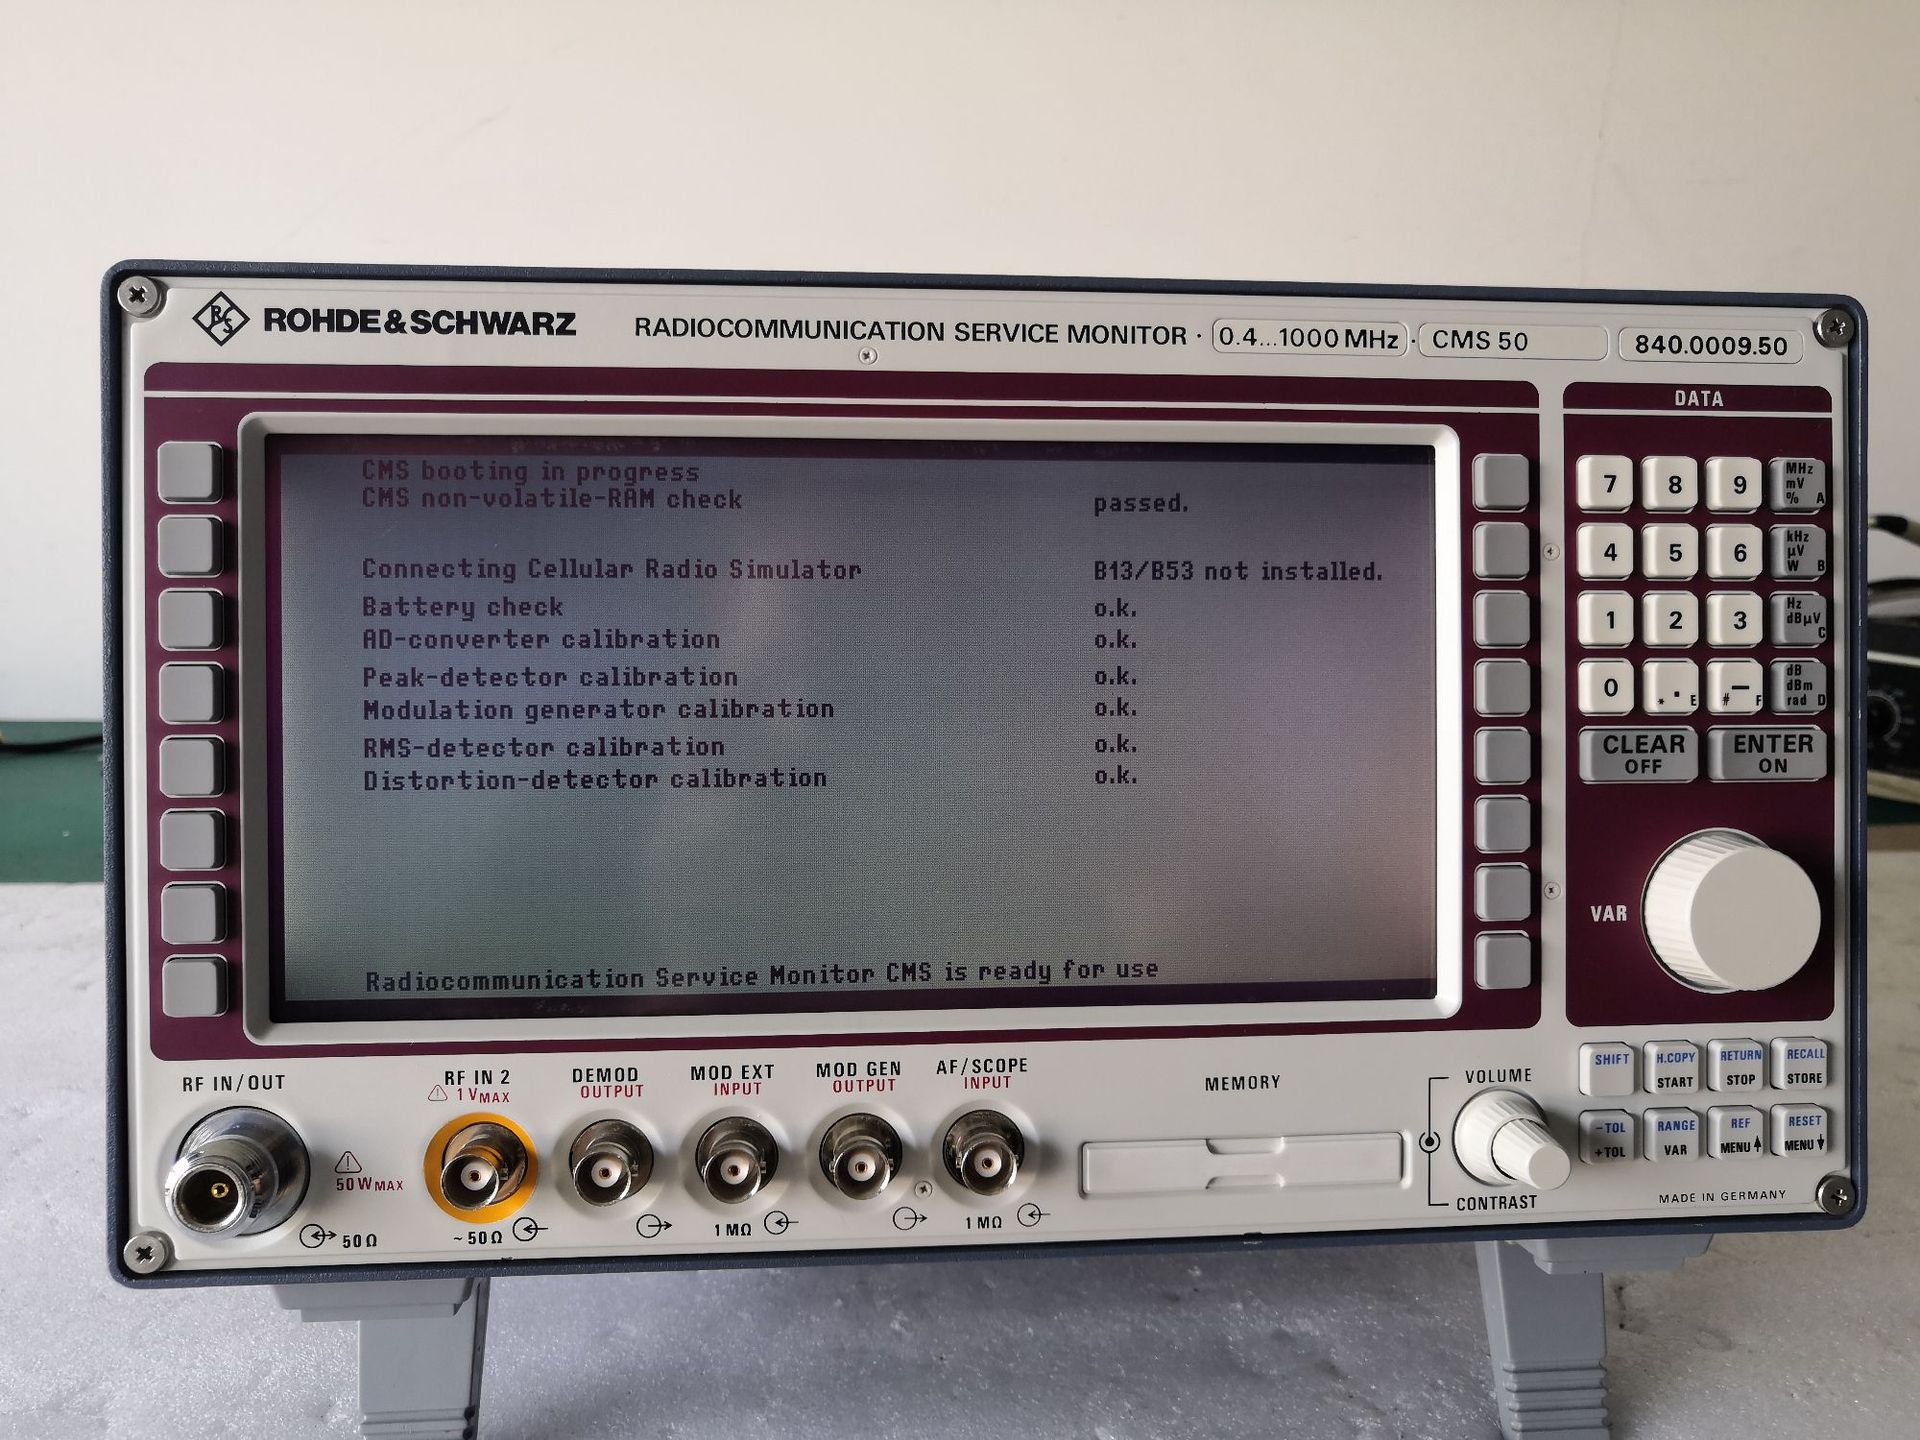 R&S ROHDE&SCHWARZ RADIOCOMMUNICATION SERVICE MONITOR · 0.4...1000 MHz · CMS 50 840.0009.50
DATA
CMS booting in progress
CMS non-volatile-RAM check passed.
Connecting Cellular Radio Simulator B13/B53 not installed.
Battery check o.k.
AD-converter calibration o.k.
Peak-detector calibration o.k.
Modulation generator calibration o.k.
RMS-detector calibration o.k.
Distortion-detector calibration o.k.
Radiocommunication Service Monitor CMS is ready for use
7 8 9 MHz mV % A
4 5 6 kHz µV W B
1 2 3 Hz dBµV C
0 * . E # — F dB dBm rad D
CLEAR OFF ENTER ON
VAR
SHIFT H.COPY START RETURN STOP RECALL STORE
-TOL +TOL RANGE VAR REF MENU↑ RESET MENU↓
MADE IN GERMANY
RF IN/OUT
50 W MAX
50 Ω
RF IN 2
1 V MAX
~50 Ω
DEMOD
OUTPUT
MOD EXT
INPUT
1 MΩ
MOD GEN
OUTPUT
AF/SCOPE
INPUT
1 MΩ
MEMORY
VOLUME
CONTRAST